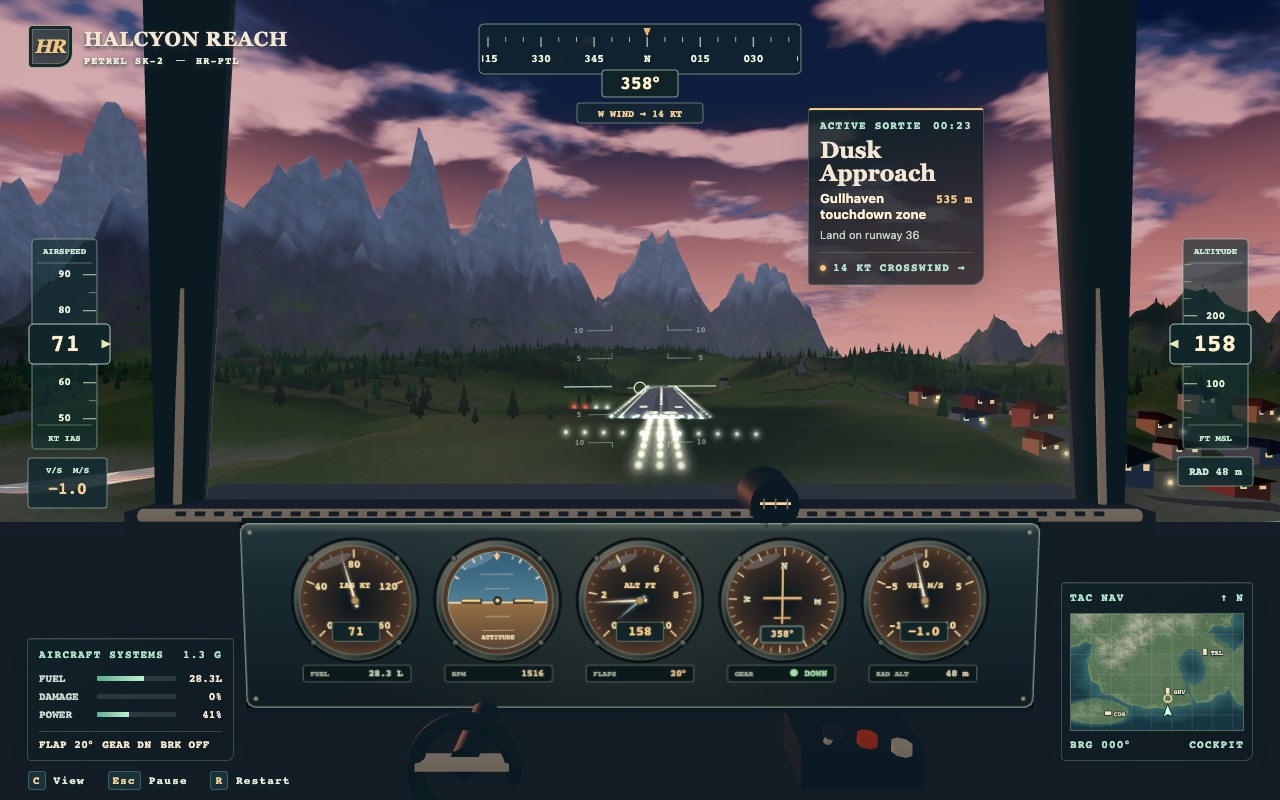 HR
HALCYON REACH
PETREL SK-2 — HR-PTL
330 345 N 015 030
358°
W WIND → 14 KT
ACTIVE SORTIE 00:23
Dusk
Approach
Gullhaven 535 m
touchdown zone
Land on runway 36
14 KT CROSSWIND →
AIRSPEED
90
80
71
60
50
KT IAS
V/S M/S
−1.0
10 10
5 5
5
10 10
ALTITUDE
200
158
100
FT MSL
RAD 48 m
80
40 IAS KT 120
71
ATTITUDE
4 6
ALT FT
2 8
158
N
358°
0
−5 VSI M/S 5
−1.0
FUEL 28.3 L
RPM 1516
FLAPS 20°
GEAR DOWN
RAD ALT 48 m
AIRCRAFT SYSTEMS 1.3 G
FUEL 28.3L
DAMAGE 0%
POWER 41%
FLAP 20° GEAR DN BRK OFF
C View Esc Pause R Restart
TAC NAV ↑ N
TRL
GHV
CDR
BRG 000° COCKPIT